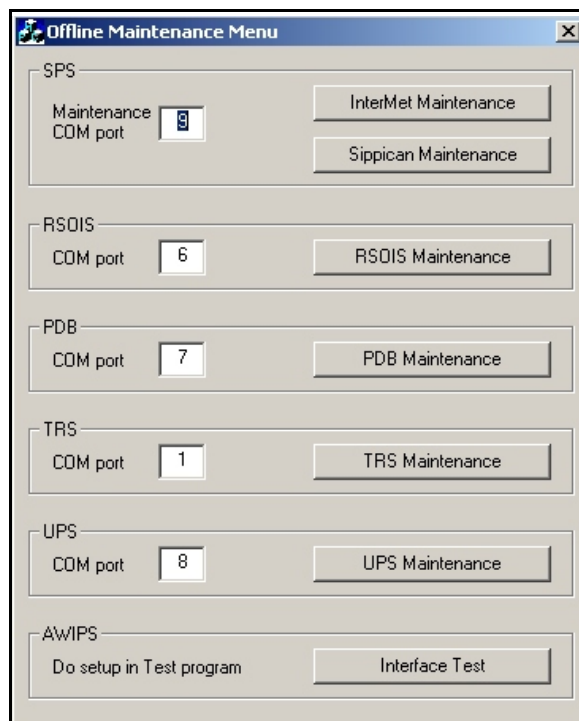 Offline Maintenance Menu
SPS
Maintenance
COM port
9
InterMet Maintenance
Sippican Maintenance
RSOIS
COM port
6
RSOIS Maintenance
PDB
COM port
7
PDB Maintenance
TRS
COM port
1
TRS Maintenance
UPS
COM port
8
UPS Maintenance
AWIPS
Do setup in Test program
Interface Test